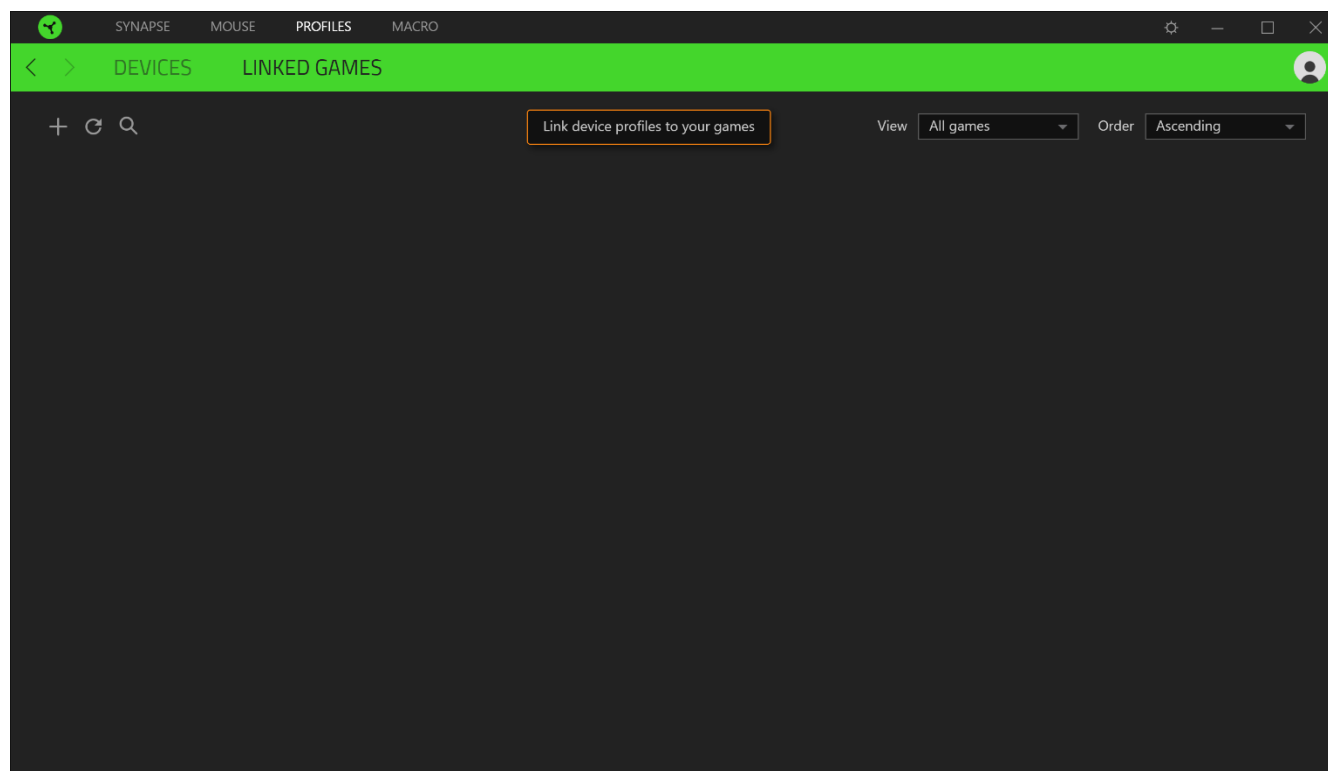 SYNAPSE MOUSE PROFILES MACRO
DEVICES LINKED GAMES
Link device profiles to your games View All games Order Ascending